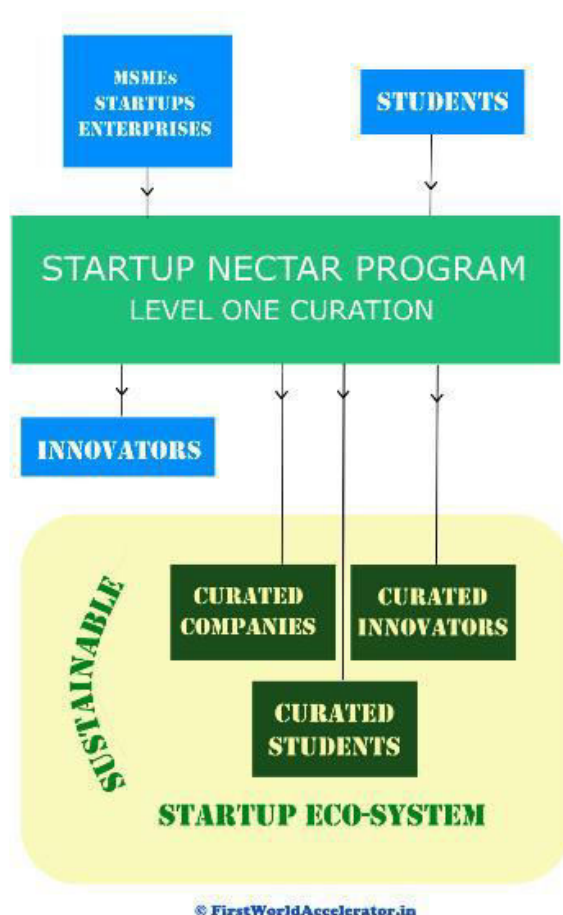 MSMEs
STARTUPS
ENTERPRISES
STUDENTS
STARTUP NECTAR PROGRAM
LEVEL ONE CURATION
INNOVATORS
CURATED
COMPANIES
CURATED
INNOVATORS
CURATED
STUDENTS
SUSTAINABLE
STARTUP ECO-SYSTEM
© FirstWorldAccelerator.in